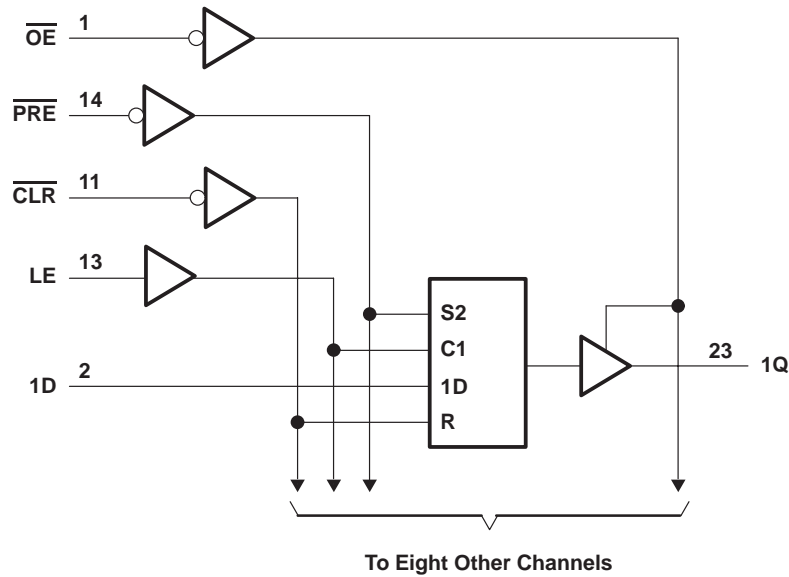 OE 1
PRE 14
CLR 11
LE 13
S2
C1
1D 2
1D
23 1Q
R
To Eight Other Channels